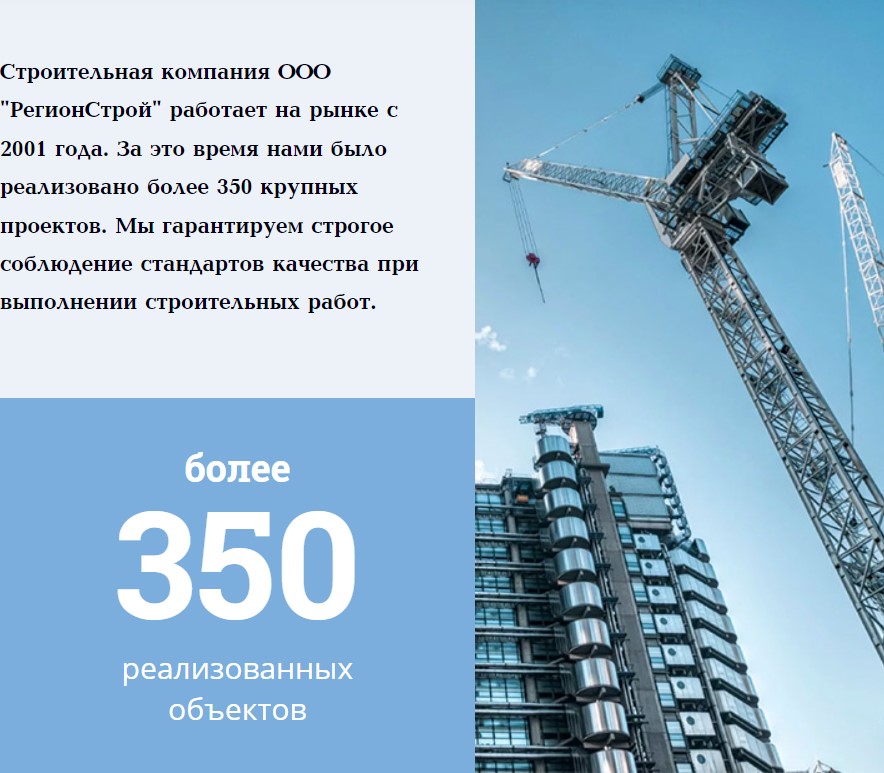 Строительная компания ООО
"РегионСтрой" работает на рынке с
2001 года. За это время нами было
реализовано более 350 крупных
проектов. Мы гарантируем строгое
соблюдение стандартов качества при
выполнении строительных работ.
более
350
реализованных
объектов